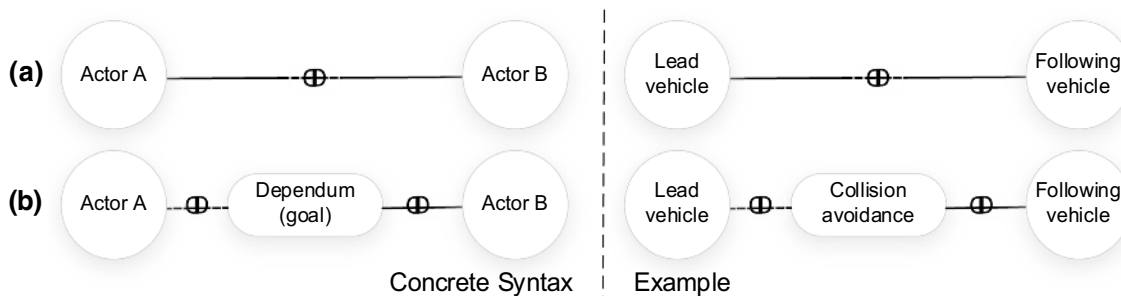 (a)
Actor A
Actor B
Lead
vehicle
Following
vehicle
(b)
Actor A
Dependum
(goal)
Actor B
Lead
vehicle
Collision
avoidance
Following
vehicle
Concrete Syntax
Example